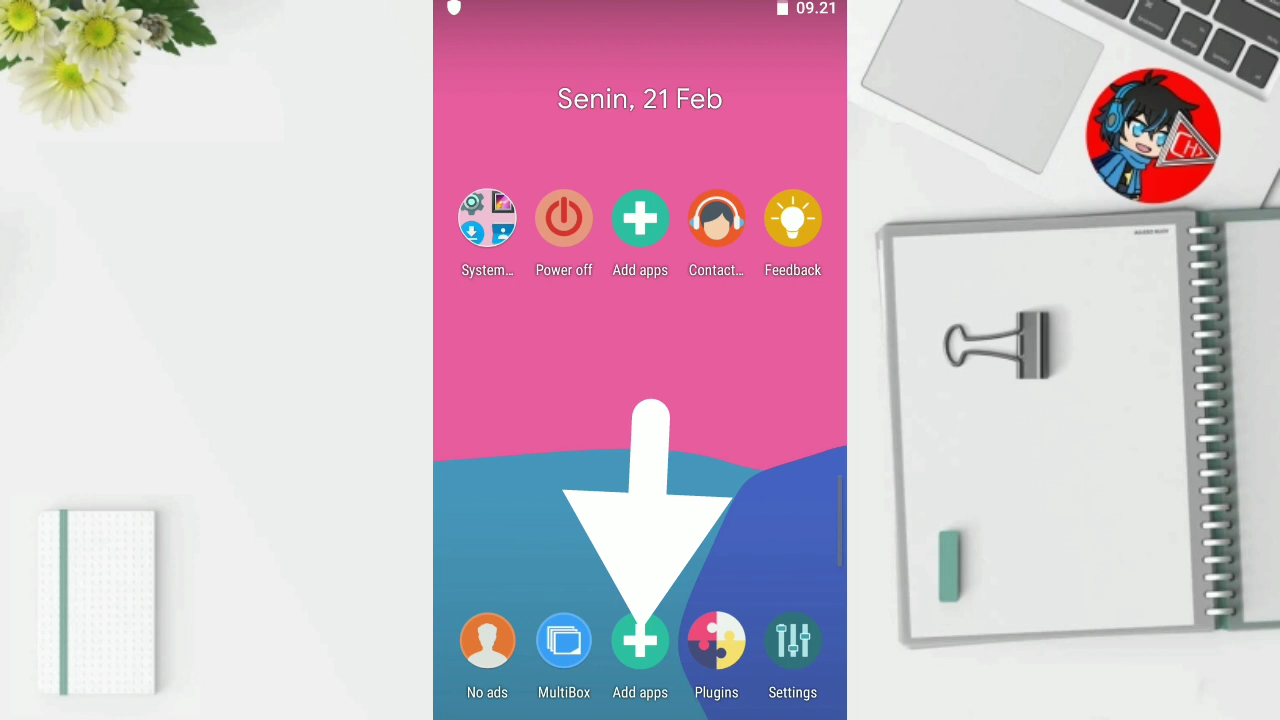 09.21
Senin, 21 Feb
System...
Power off
Add apps
Contact...
Feedback
No ads
MultiBox
Add apps
Plugins
Settings